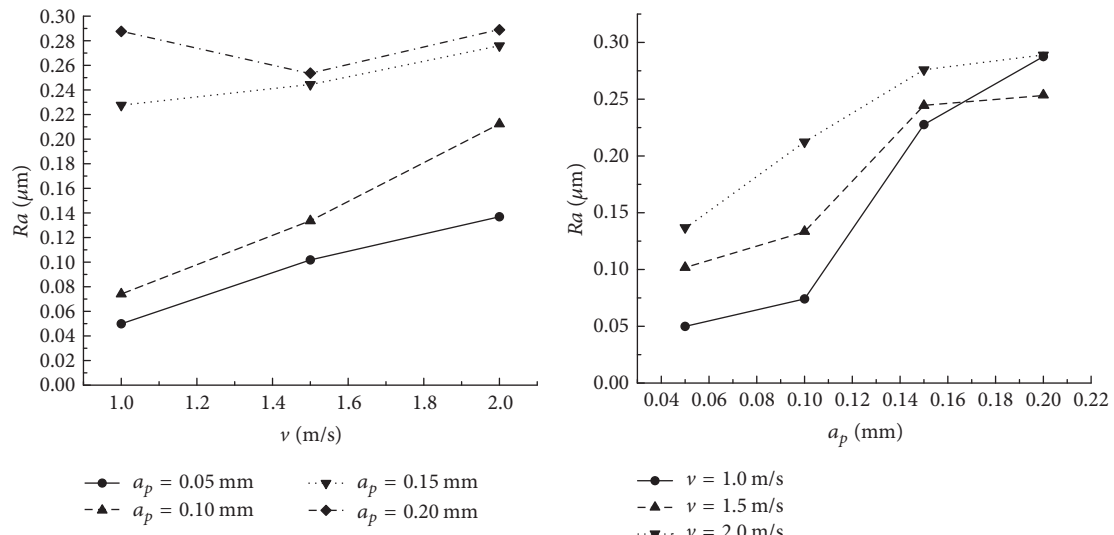 0.30
0.28
0.26
0.24
0.22
0.20
0.18
0.16
0.14
0.12
0.10
0.08
0.06
0.04
0.02
0.00
Ra (μm)
1.0 1.2 1.4 1.6 1.8 2.0
v (m/s)
a_p = 0.05 mm
a_p = 0.10 mm
a_p = 0.15 mm
a_p = 0.20 mm
0.30
0.25
0.20
0.15
0.10
0.05
0.00
Ra (μm)
0.04 0.06 0.08 0.10 0.12 0.14 0.16 0.18 0.20 0.22
a_p (mm)
v = 1.0 m/s
v = 1.5 m/s
v = 2.0 m/s